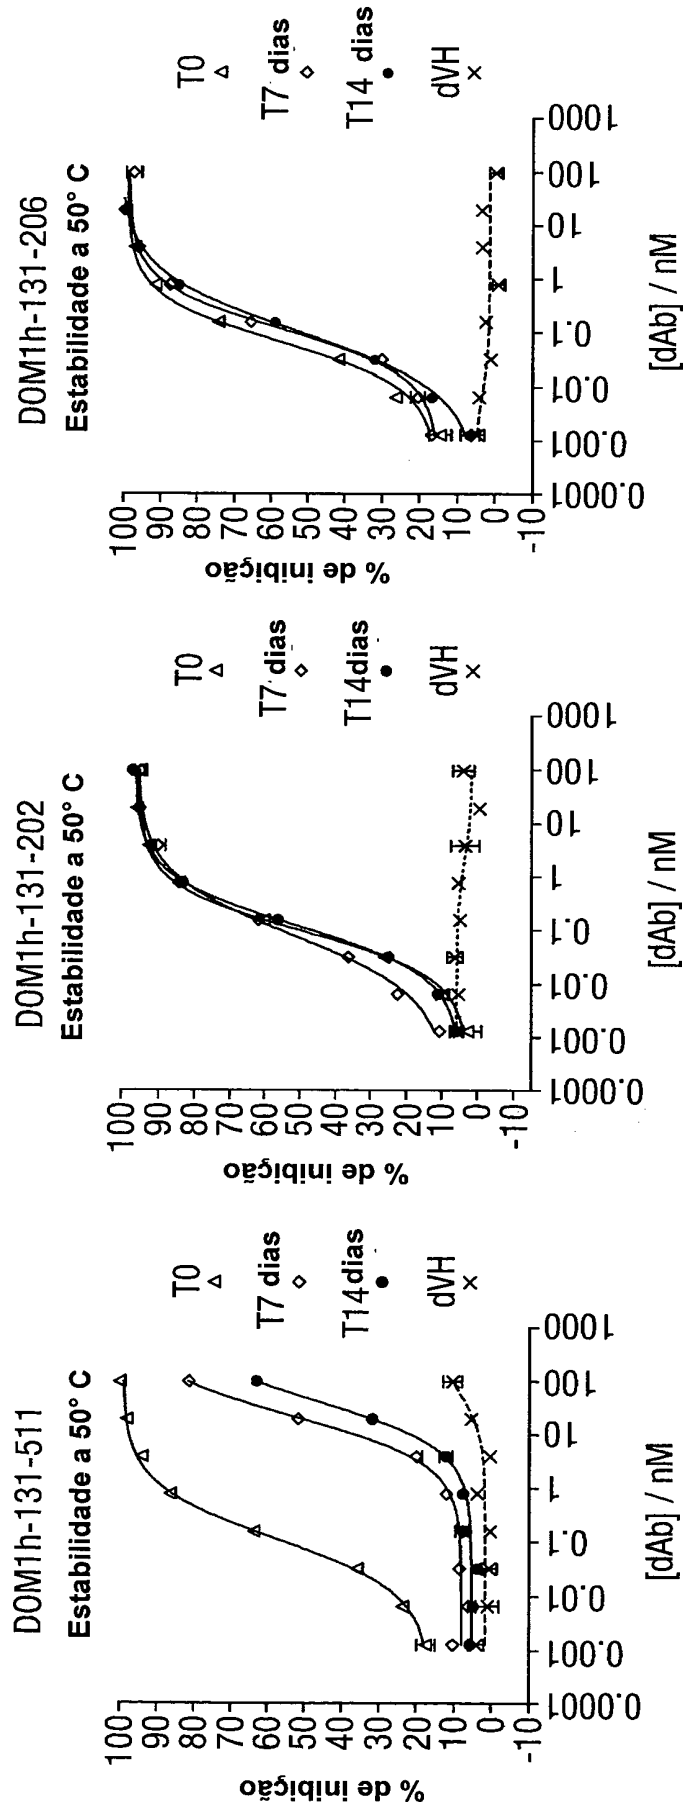 DOM1h-131-511
Estabilidade a 50° C
% de inibição
100
90
80
70
60
50
40
30
20
10
0
-10
0.0001
0.001
0.01
0.1
1
10
100
1000
[dAb] / nM
T0
T7 dias
T14 dias
dVH
DOM1h-131-202
Estabilidade a 50° C
% de inibição
100
90
80
70
60
50
40
30
20
10
0
-10
0.0001
0.001
0.01
0.1
1
10
100
1000
[dAb] / nM
T0
T7 dias
T14 dias
dVH
DOM1h-131-206
Estabilidade a 50° C
% de inibição
100
90
80
70
60
50
40
30
20
10
0
-10
0.0001
0.001
0.01
0.1
1
10
100
1000
[dAb] / nM
T0
T7 dias
T14 dias
dVH